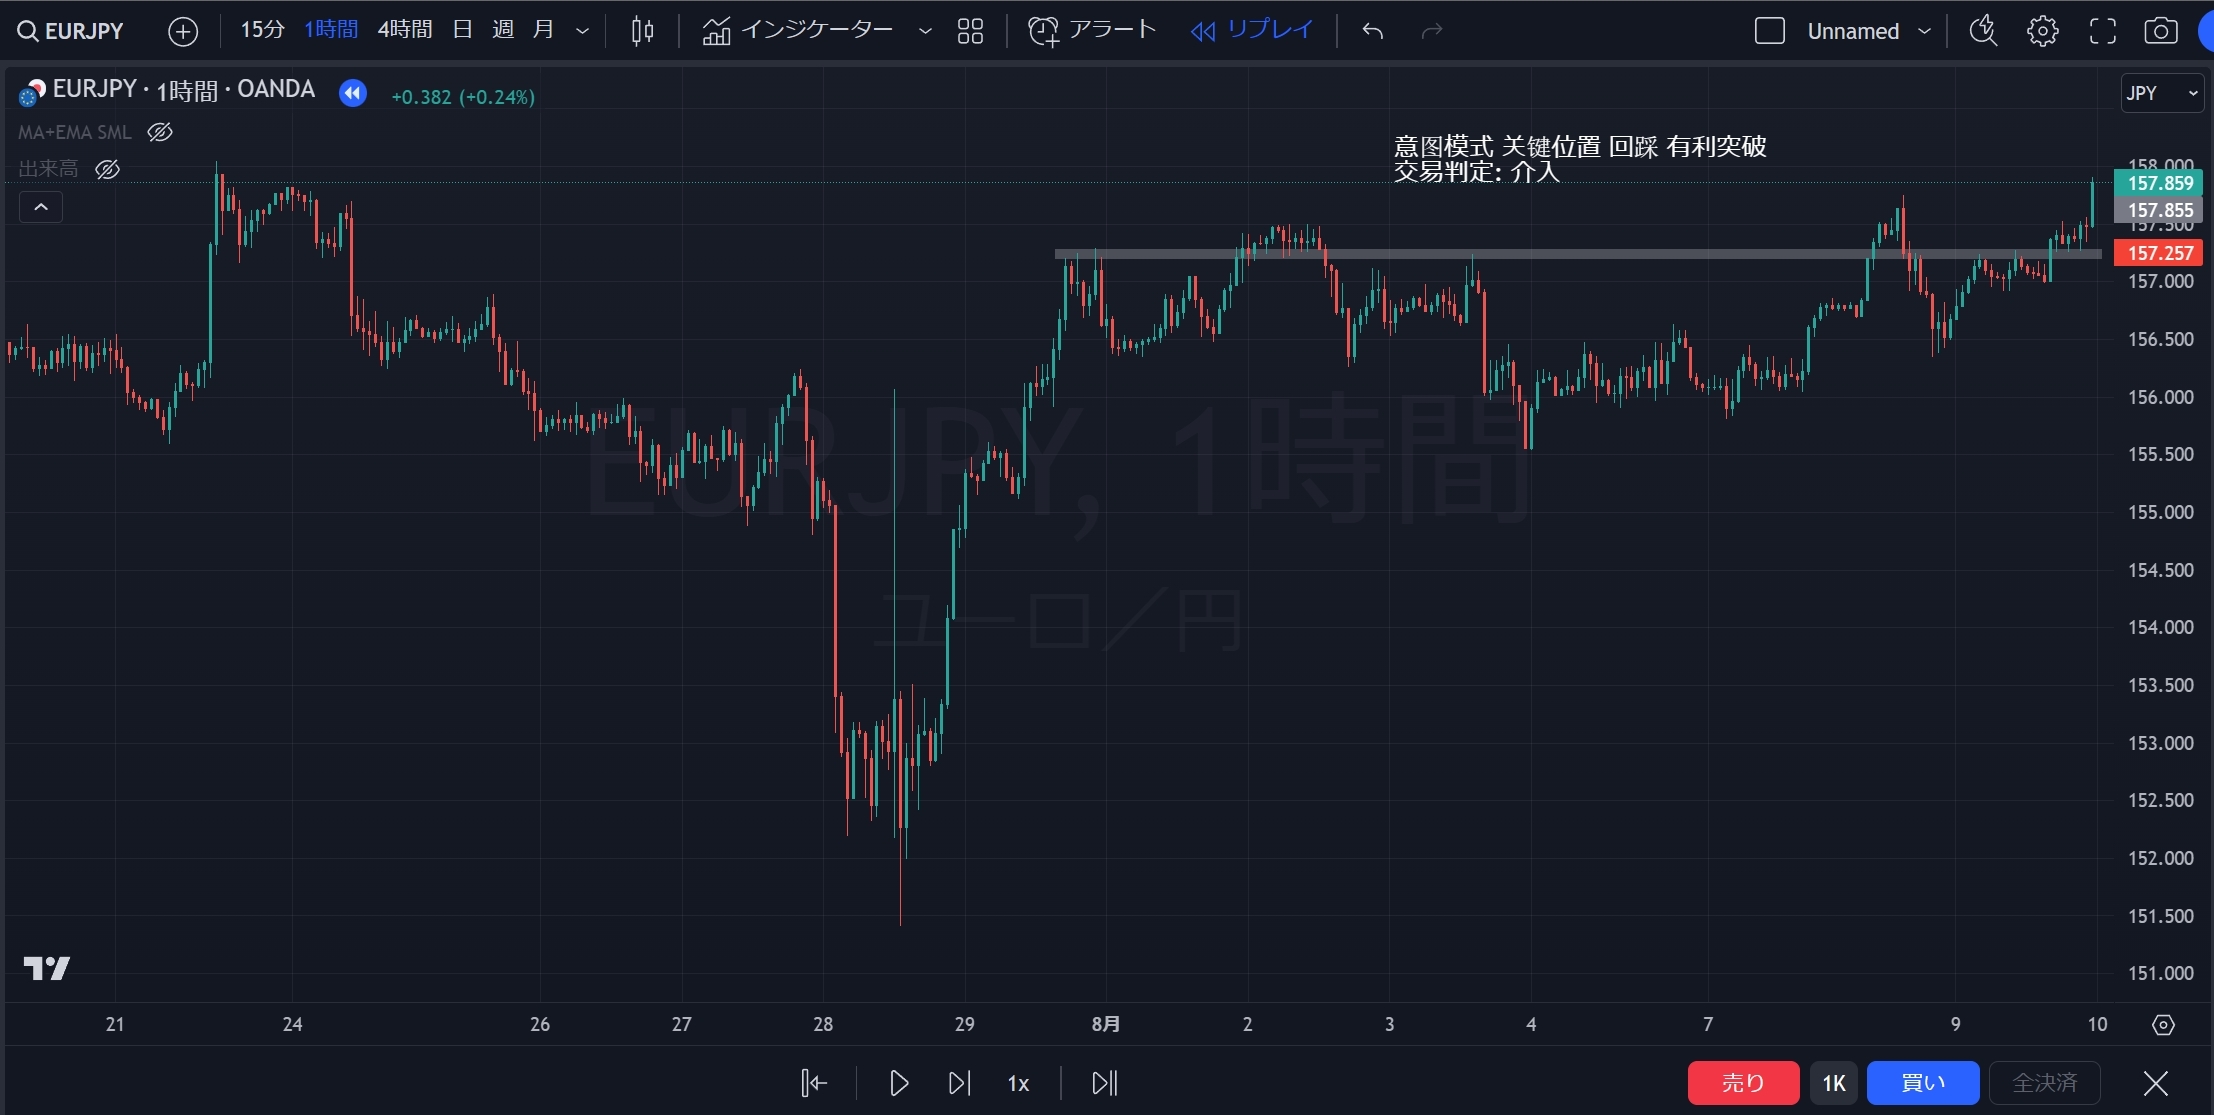 EURJPY
15分 1時間 4時間 日 週 月 インジケーター アラート リプレイ Unnamed
EURJPY · 1時間 · OANDA +0.382 (+0.24%)
JPY
MA+EMA SML
出来高
意图模式 关键位置 回踩 有利突破
交易判定: 介入
158.000
157.859
157.855
157.500
157.257
157.000
156.500
156.000
155.500
155.000
154.500
154.000
153.500
153.000
152.500
152.000
151.500
151.000
EURJPY, 1時間
ユーロ／円
21 24 26 27 28 29 8月 2 3 4 7 9 10
1x
売り 1K 買い 全決済